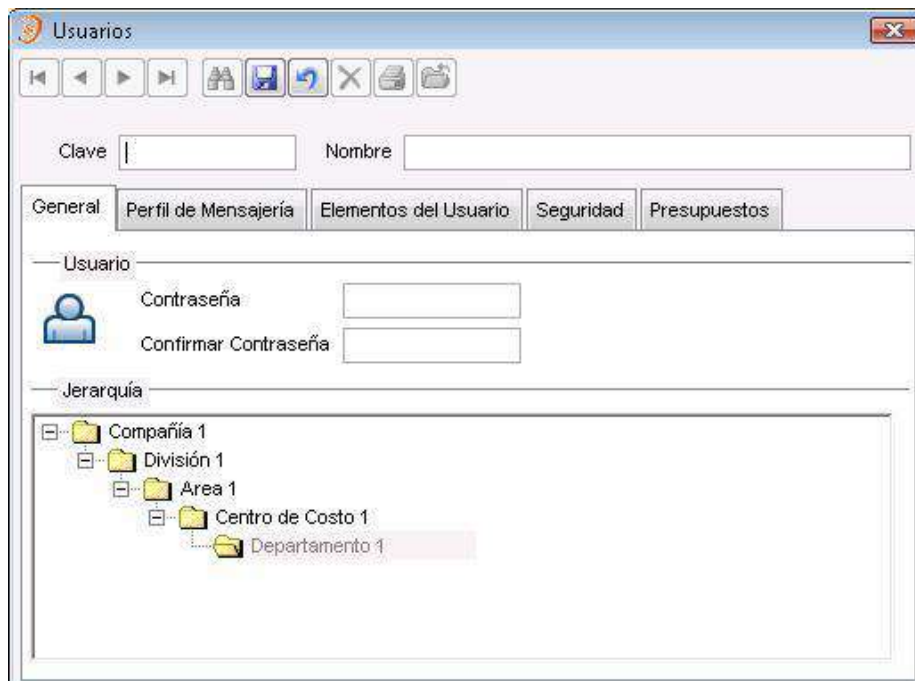 Usuarios
Clave Nombre
General Perfil de Mensajería Elementos del Usuario Seguridad Presupuestos
Usuario
Contraseña
Confirmar Contraseña
Jerarquía
Compañía 1
División 1
Area 1
Centro de Costo 1
Departamento 1